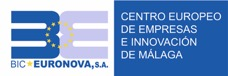 BIC★EURONOVA, S.A.
CENTRO EUROPEO
DE EMPRESAS
E INNOVACIÓN
DE MÁLAGA